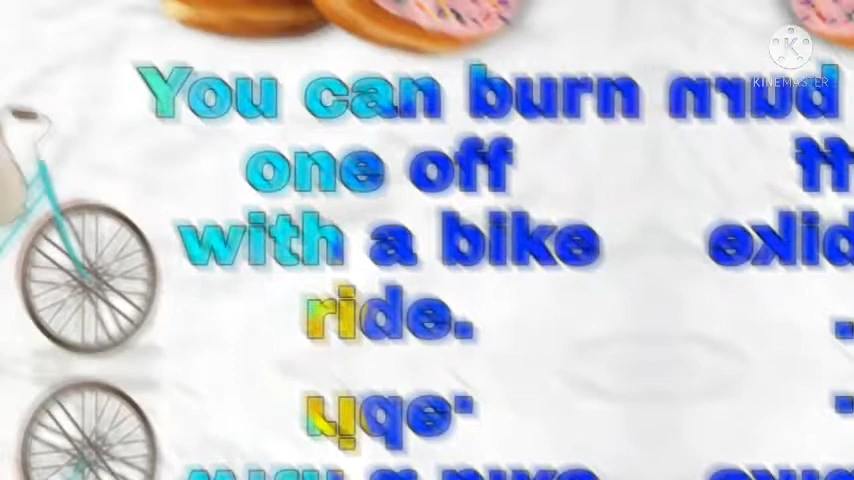 You can burn
one off
with a bike
ride.
KINEMASTER